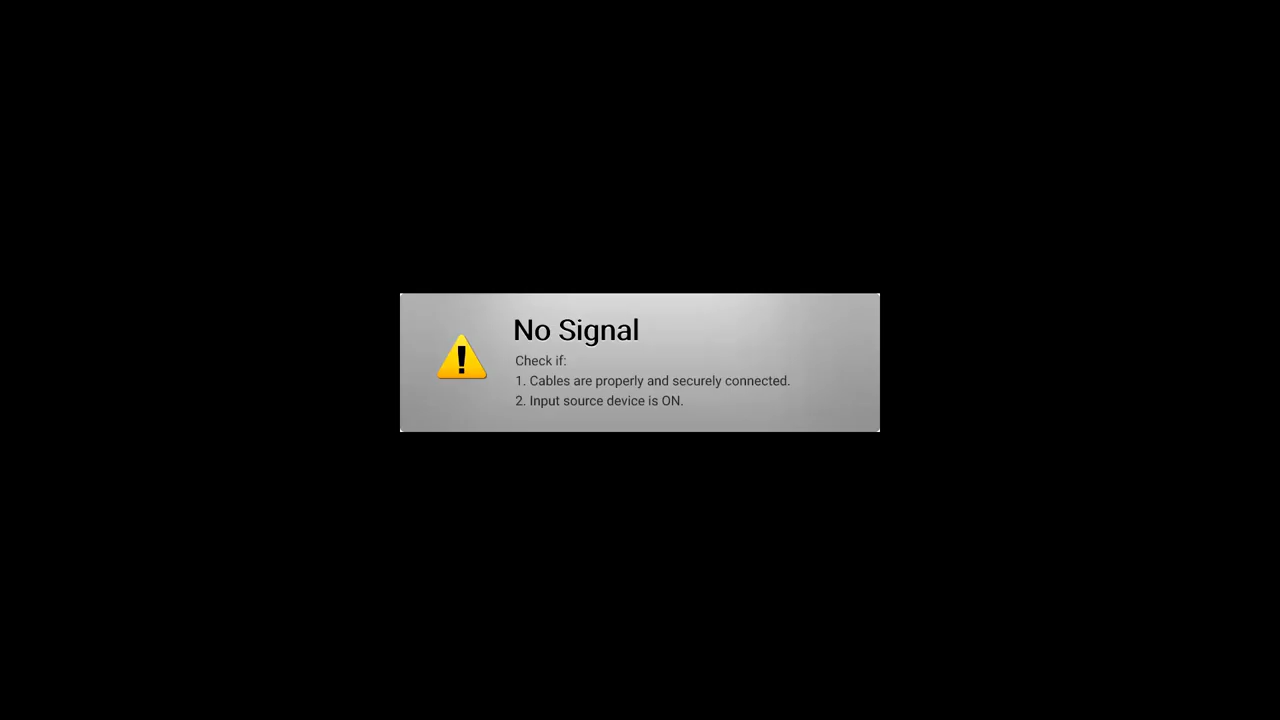 No Signal
Check if:
1. Cables are properly and securely connected.
2. Input source device is ON.